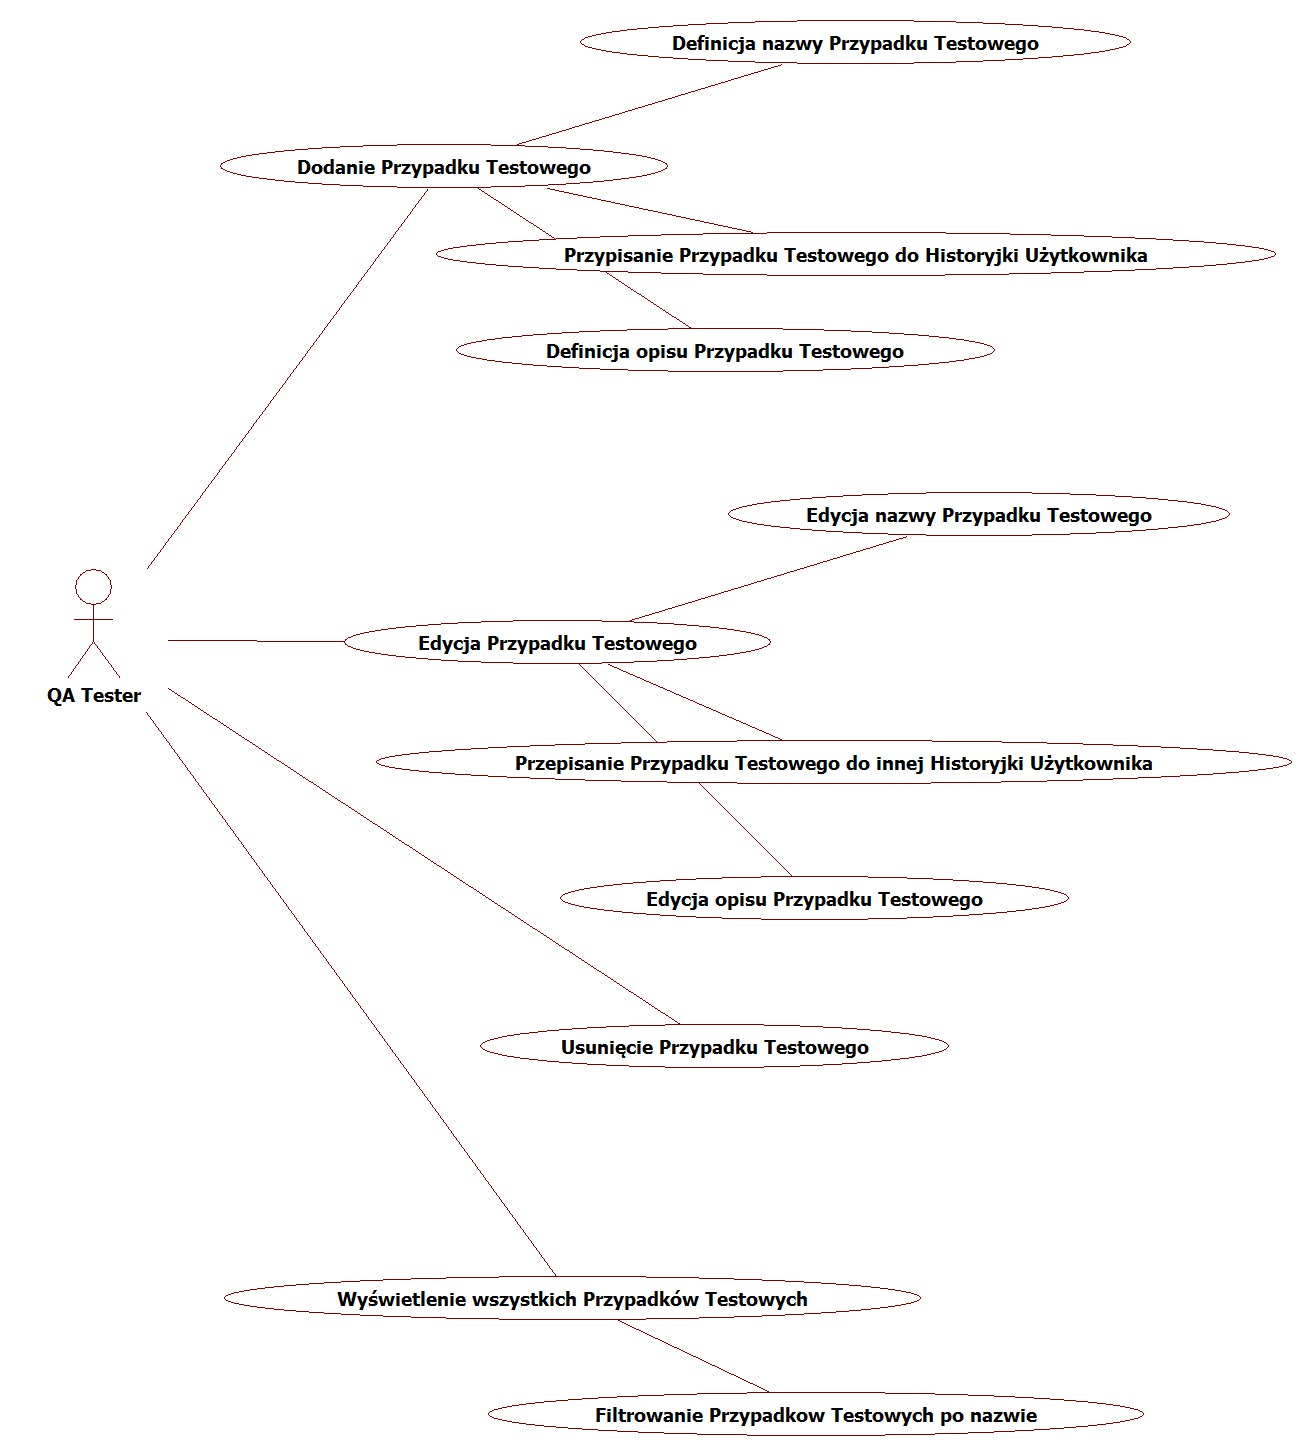 Definicja nazwy Przypadku Testowego
Dodanie Przypadku Testowego
Przypisanie Przypadku Testowego do Historyjki Użytkownika
Definicja opisu Przypadku Testowego
Edycja nazwy Przypadku Testowego
Edycja Przypadku Testowego
QA Tester
Przepisanie Przypadku Testowego do innej Historyjki Użytkownika
Edycja opisu Przypadku Testowego
Usunięcie Przypadku Testowego
Wyświetlenie wszystkich Przypadków Testowych
Filtrowanie Przypadkow Testowych po nazwie